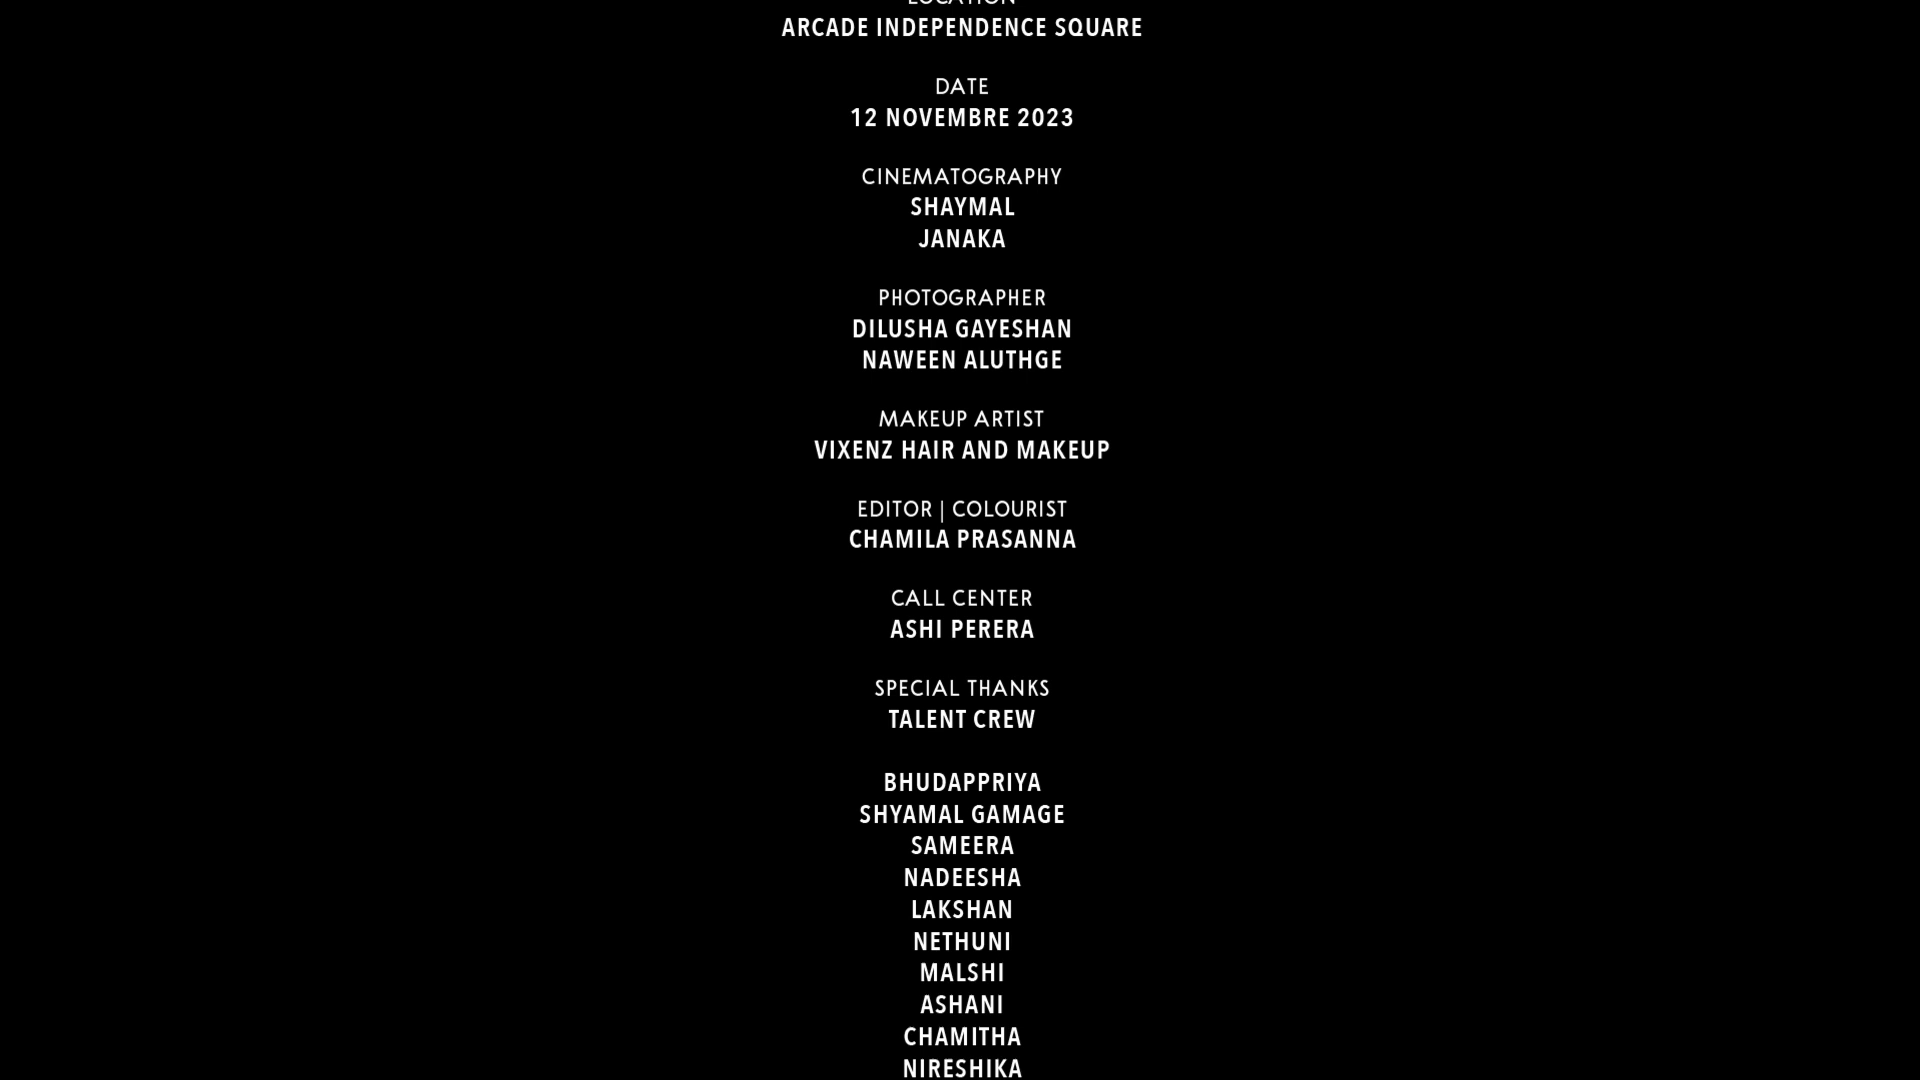 LOCATION
ARCADE INDEPENDENCE SQUARE
DATE
12 NOVEMBRE 2023
CINEMATOGRAPHY
SHAYMAL
JANAKA
PHOTOGRAPHER
DILUSHA GAYESHAN
NAWEEN ALUTHGE
MAKEUP ARTIST
VIXENZ HAIR AND MAKEUP
EDITOR | COLOURIST
CHAMILA PRASANNA
CALL CENTER
ASHI PERERA
SPECIAL THANKS
TALENT CREW
BHUDAPPRIYA
SHYAMAL GAMAGE
SAMEERA
NADEESHA
LAKSHAN
NETHUNI
MALSHI
ASHANI
CHAMITHA
NIRESHIKA